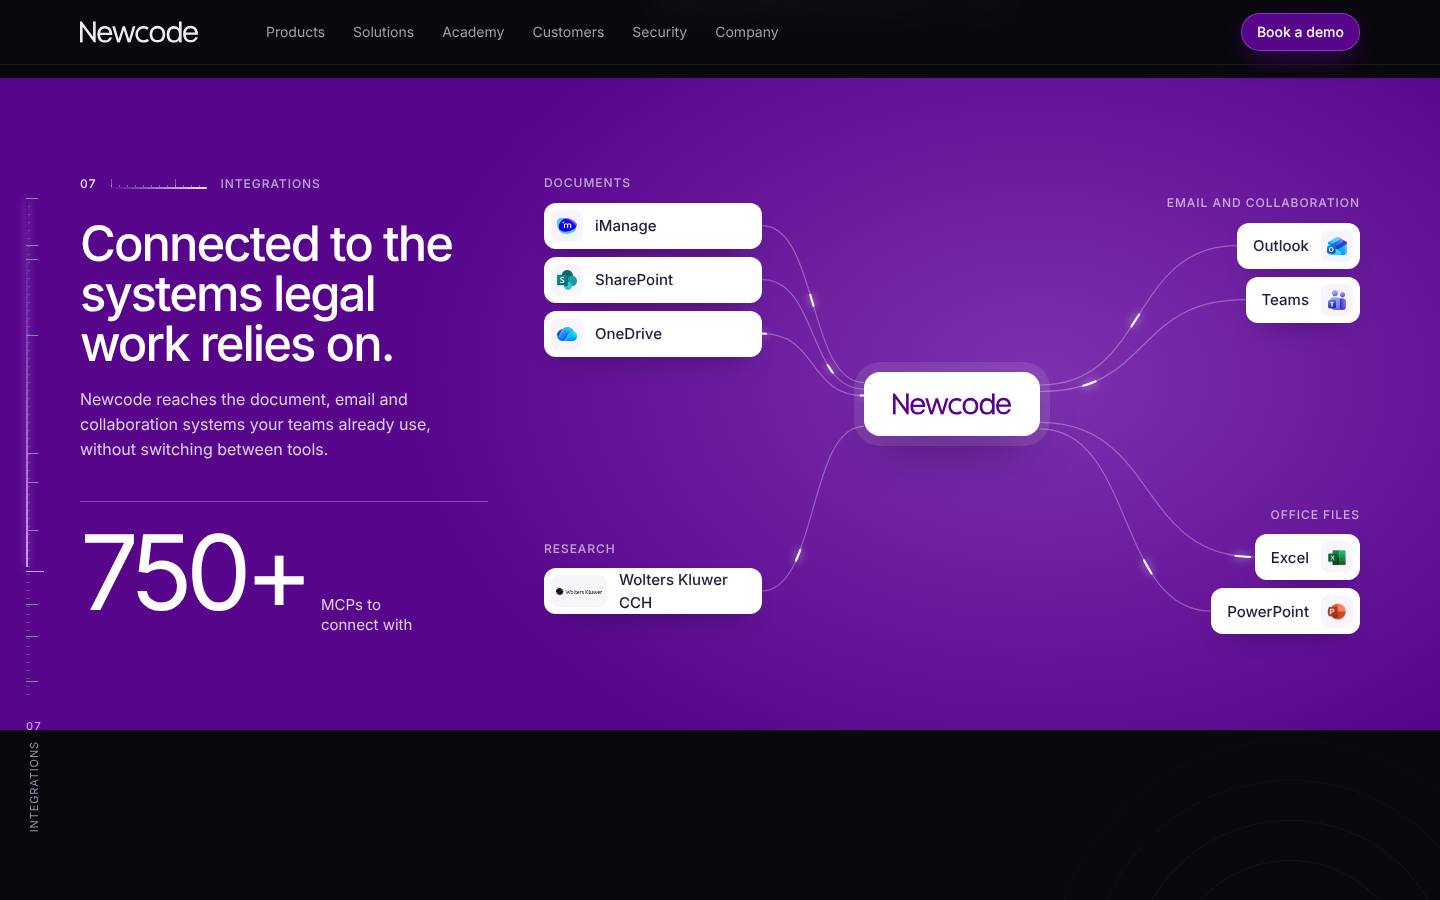 Newcode
Products
Solutions
Academy
Customers
Security
Company
Book a demo
07
INTEGRATIONS
Connected to the
systems legal
work relies on.
Newcode reaches the document, email and
collaboration systems your teams already use,
without switching between tools.
750+
MCPs to
connect with
DOCUMENTS
iManage
SharePoint
OneDrive
RESEARCH
Wolters Kluwer
Wolters Kluwer
CCH
Newcode
EMAIL AND COLLABORATION
Outlook
Teams
OFFICE FILES
Excel
PowerPoint
07
INTEGRATIONS